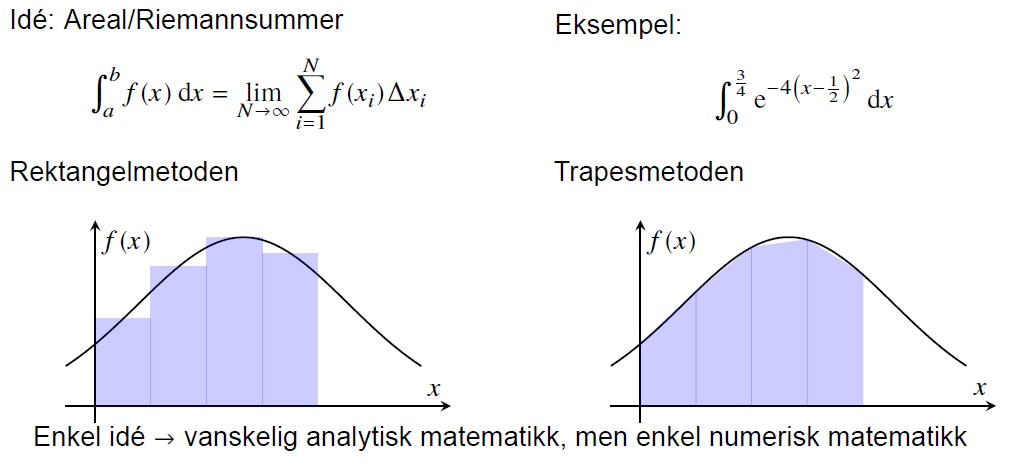 Idé: Areal/Riemannsummer
∫_a^b f(x) dx = lim_{N→∞} ∑_{i=1}^N f(x_i) Δx_i
Eksempel:
∫_0^{3/4} e^{-4(x-1/2)^2} dx
Rektangelmetoden
f(x)
x
Trapesmetoden
f(x)
x
Enkel idé → vanskelig analytisk matematikk, men enkel numerisk matematikk